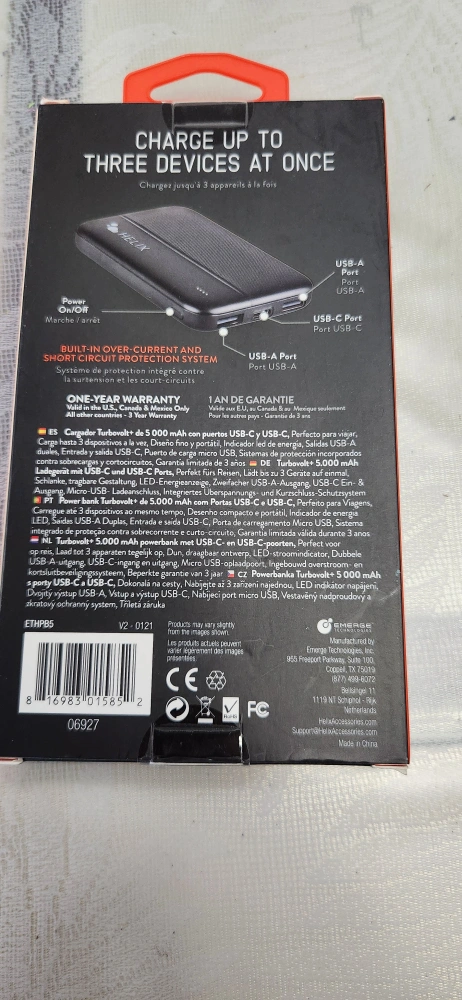 CHARGE UP TO
THREE DEVICES AT ONCE
Chargez jusqu'à 3 appareils à la fois
HELIX
USB-A
Port
Port
USB-A
Power
On/Off
Marche / arrêt
USB-C Port
Port USB-C
USB-A Port
Port USB-A
BUILT-IN OVER-CURRENT AND
SHORT CIRCUIT PROTECTION SYSTEM
Système de protection intégré contre
la surtension et les court-circuits
ONE-YEAR WARRANTY
Valid in the U.S., Canada & Mexico Only
All other countries - 3 Year Warranty
1 AN DE GARANTIE
Valide aux E.U, au Canada & au Mexique seulement
Pour tous les autres pays - Garantie de 3 ans
ES Cargador Turbovolt+ de 5 000 mAh con puertos USB-C y USB-C, Perfecto para viajar,
Carga hasta 3 dispositivos a la vez, Diseño fino y portátil, Indicador led de energía, Salidas USB-A
duales, Entrada y salida USB-C, Puerto de carga micro USB, Sistemas de protección incorporados
contra sobrecargas y cortocircuitos, Garantía limitada de 3 años DE Turbovolt+ 5.000 mAh
Ladegerät mit USB-C und USB-C Ports, Perfekt fürs Reisen, Lädt bis zu 3 Geräte auf einmal,
Schlanke, tragbare Gestaltung, LED-Energieanzeige, Zweifacher USB-A-Ausgang, USB-C Ein- &
Ausgang, Micro-USB- Ladeanschluss, Integriertes Überspannungs- und Kurzschluss-Schutzsystem
PT Power bank Turbovolt+ de 5.000 mAh com Portas USB-C e USB-C, Perfeito para Viagens,
Carregue até 3 dispositivos ao mesmo tempo, Desenho compacto e portátil, Indicador de energia
LED, Saídas USB-A Duplas, Entrada e saída USB-C, Porta de carregamento Micro USB, Sistema
integrado de proteção contra sobrecorrente e curto-circuito, Garantia limitada válida durante 3 anos
NL Turbovolt+ 5.000 mAh powerbank met USB-C- en USB-C-poorten, Perfect voor
op reis, Laad tot 3 apparaten tegelijk op, Dun, draagbaar ontwerp, LED-stroomindicator, Dubbele
USB-A-uitgang, USB-C-ingang en uitgang, Micro USB-oplaadpoort, Ingebouwd overstroom- en
kortsluitbeveiligingssysteem, Beperkte garantie van 3 jaar CZ Powerbanka Turbovolt+ 5 000 mAh
s porty USB-C a USB-C, Dokonalá na cesty, Nabíjejte až 3 zařízení najednou, LED indikátor napájení,
Dvojitý výstup USB-A, Vstup a výstup USB-C, Nabíjecí port micro USB, Vestavěný nadproudový a
zkratový ochranný system, Tříletá záruka
ETHPB5
V2 - 0121
8 16983 01585 2
06927
Products may vary slightly
from the images shown.
Les produits actuels peuvent
varier légèrement des images
présentées.
CE
RoHS
FC
EMERGE
TECHNOLOGIES
Manufactured by
Emerge Technologies, Inc.
955 Freeport Parkway, Suite 100,
Coppell, TX 75019
(877) 499-6072
Bellsingel 11
1119 NT Schiphol - Rijk
Netherlands
HelixAccessories.com
Support@HelixAccessories.com
Made in China